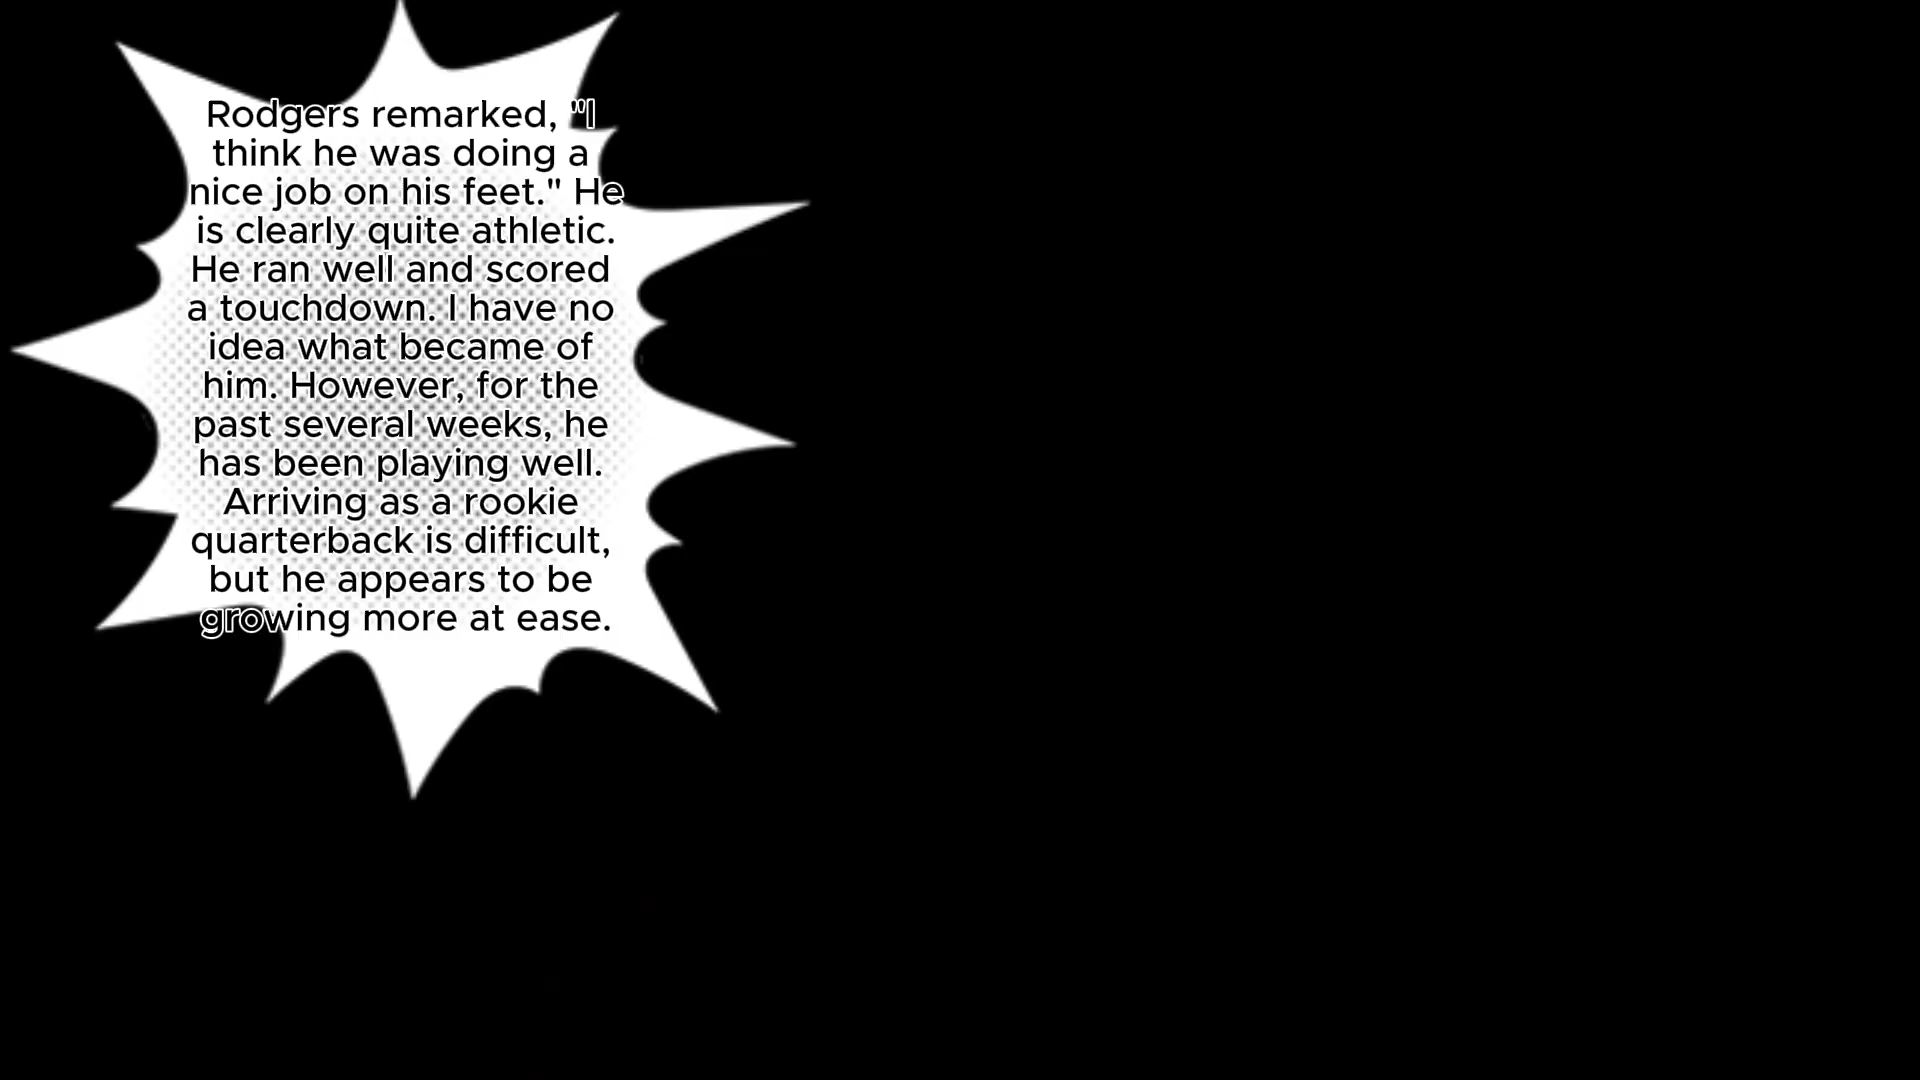 Rodgers remarked, "I
think he was doing a
nice job on his feet." He
is clearly quite athletic.
He ran well and scored
a touchdown. I have no
idea what became of
him. However, for the
past several weeks, he
has been playing well.
Arriving as a rookie
quarterback is difficult,
but he appears to be
growing more at ease.